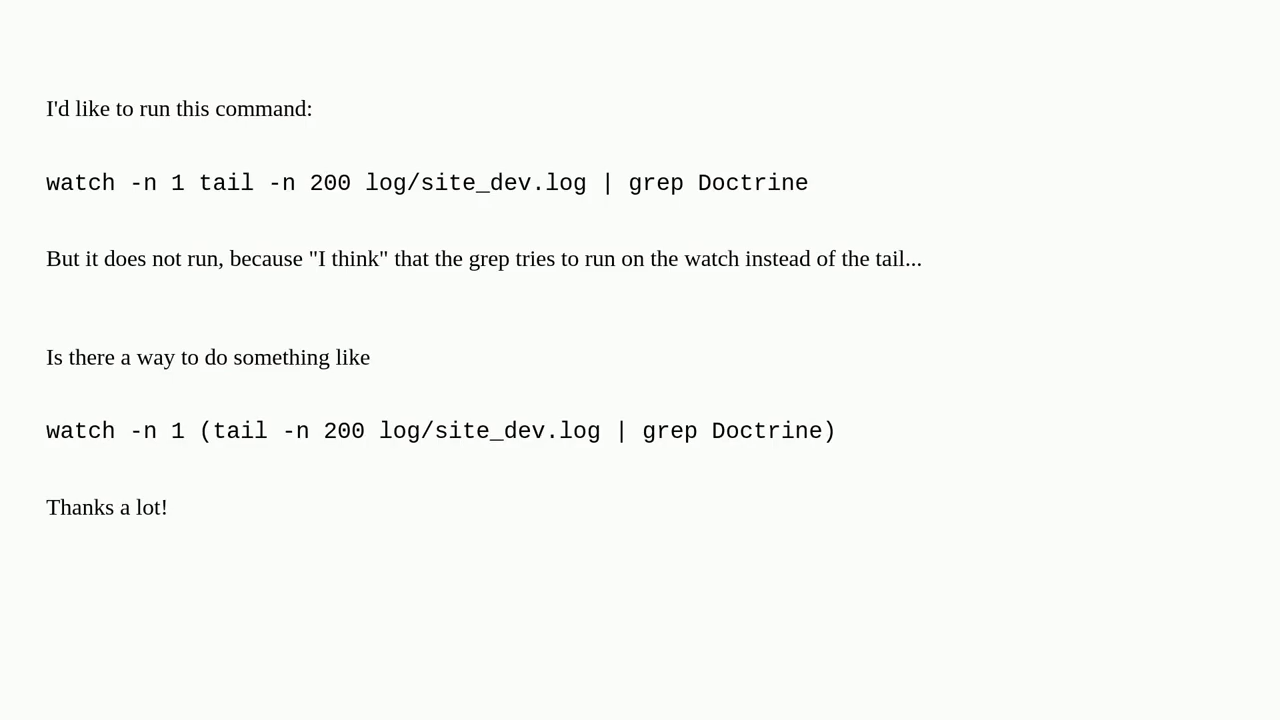 I'd like to run this command:
watch -n 1 tail -n 200 log/site_dev.log | grep Doctrine
But it does not run, because "I think" that the grep tries to run on the watch instead of the tail...
Is there a way to do something like
watch -n 1 (tail -n 200 log/site_dev.log | grep Doctrine)
Thanks a lot!